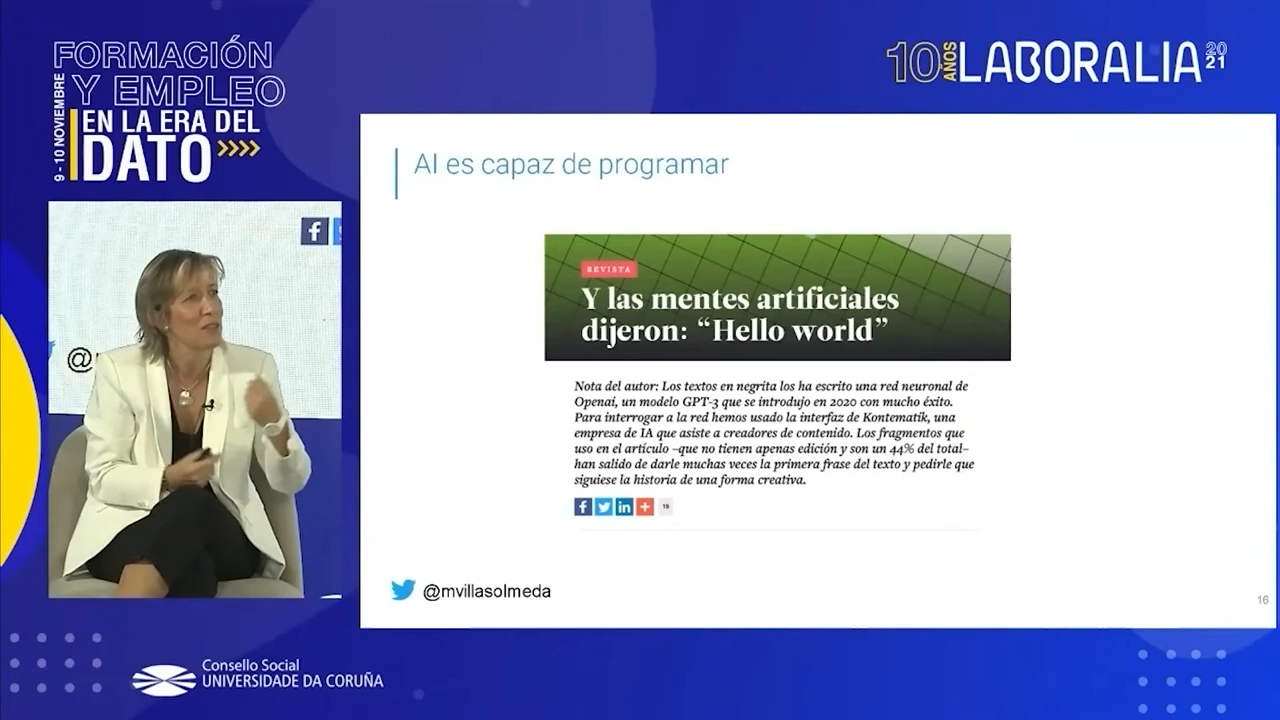 FORMACIÓN
Y EMPLEO
EN LA ERA DEL
DATO
9 - 10 NOVIEMBRE
10 AÑOS LABORALIA 2021
AI es capaz de programar
REVISTA
Y las mentes artificiales
dijeron: “Hello world”
Nota del autor: Los textos en negrita los ha escrito una red neuronal de
Openai, un modelo GPT-3 que se introdujo en 2020 con mucho éxito.
Para interrogar a la red hemos usado la interfaz de Kontematik, una
empresa de IA que asiste a creadores de contenido. Los fragmentos que
uso en el artículo –que no tienen apenas edición y son un 44% del total–
han salido de darle muchas veces la primera frase del texto y pedirle que
siguiese la historia de una forma creativa.
19
@mvillasolmeda
16
@
Consello Social
UNIVERSIDADE DA CORUÑA